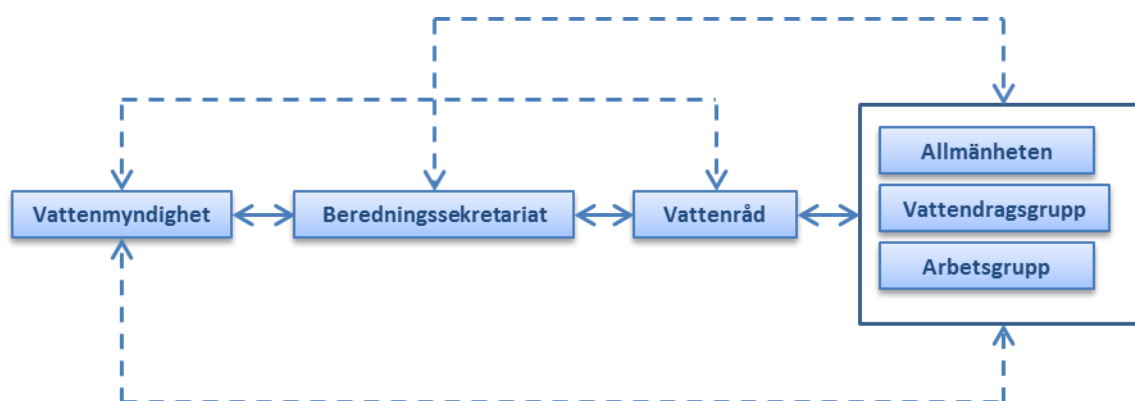 Vattenmyndighet
Beredningssekretariat
Vattenråd
Allmänheten
Vattendragsgrupp
Arbetsgrupp